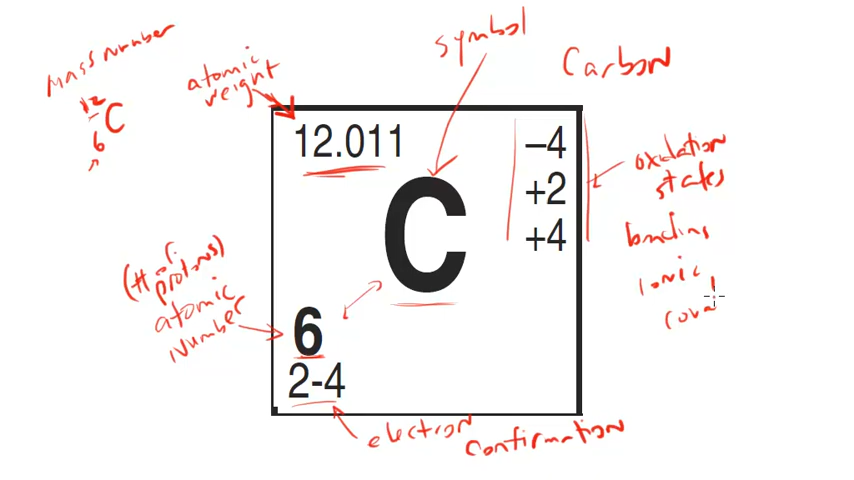 Mass Number
12
C
6
atomic
weight
symbol
Carbon
12.011
C
–4
+2
+4
oxidation
states
bonding
ionic
coval
(# of
protons)
atomic
Number
6
2-4
electron confirmation